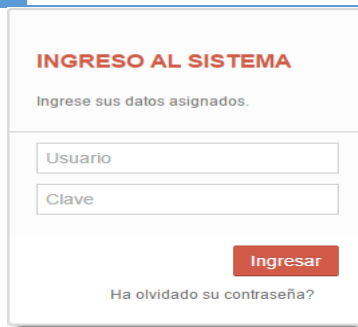 INGRESO AL SISTEMA
Ingrese sus datos asignados.
Usuario
Clave
Ingresar
Ha olvidado su contraseña?